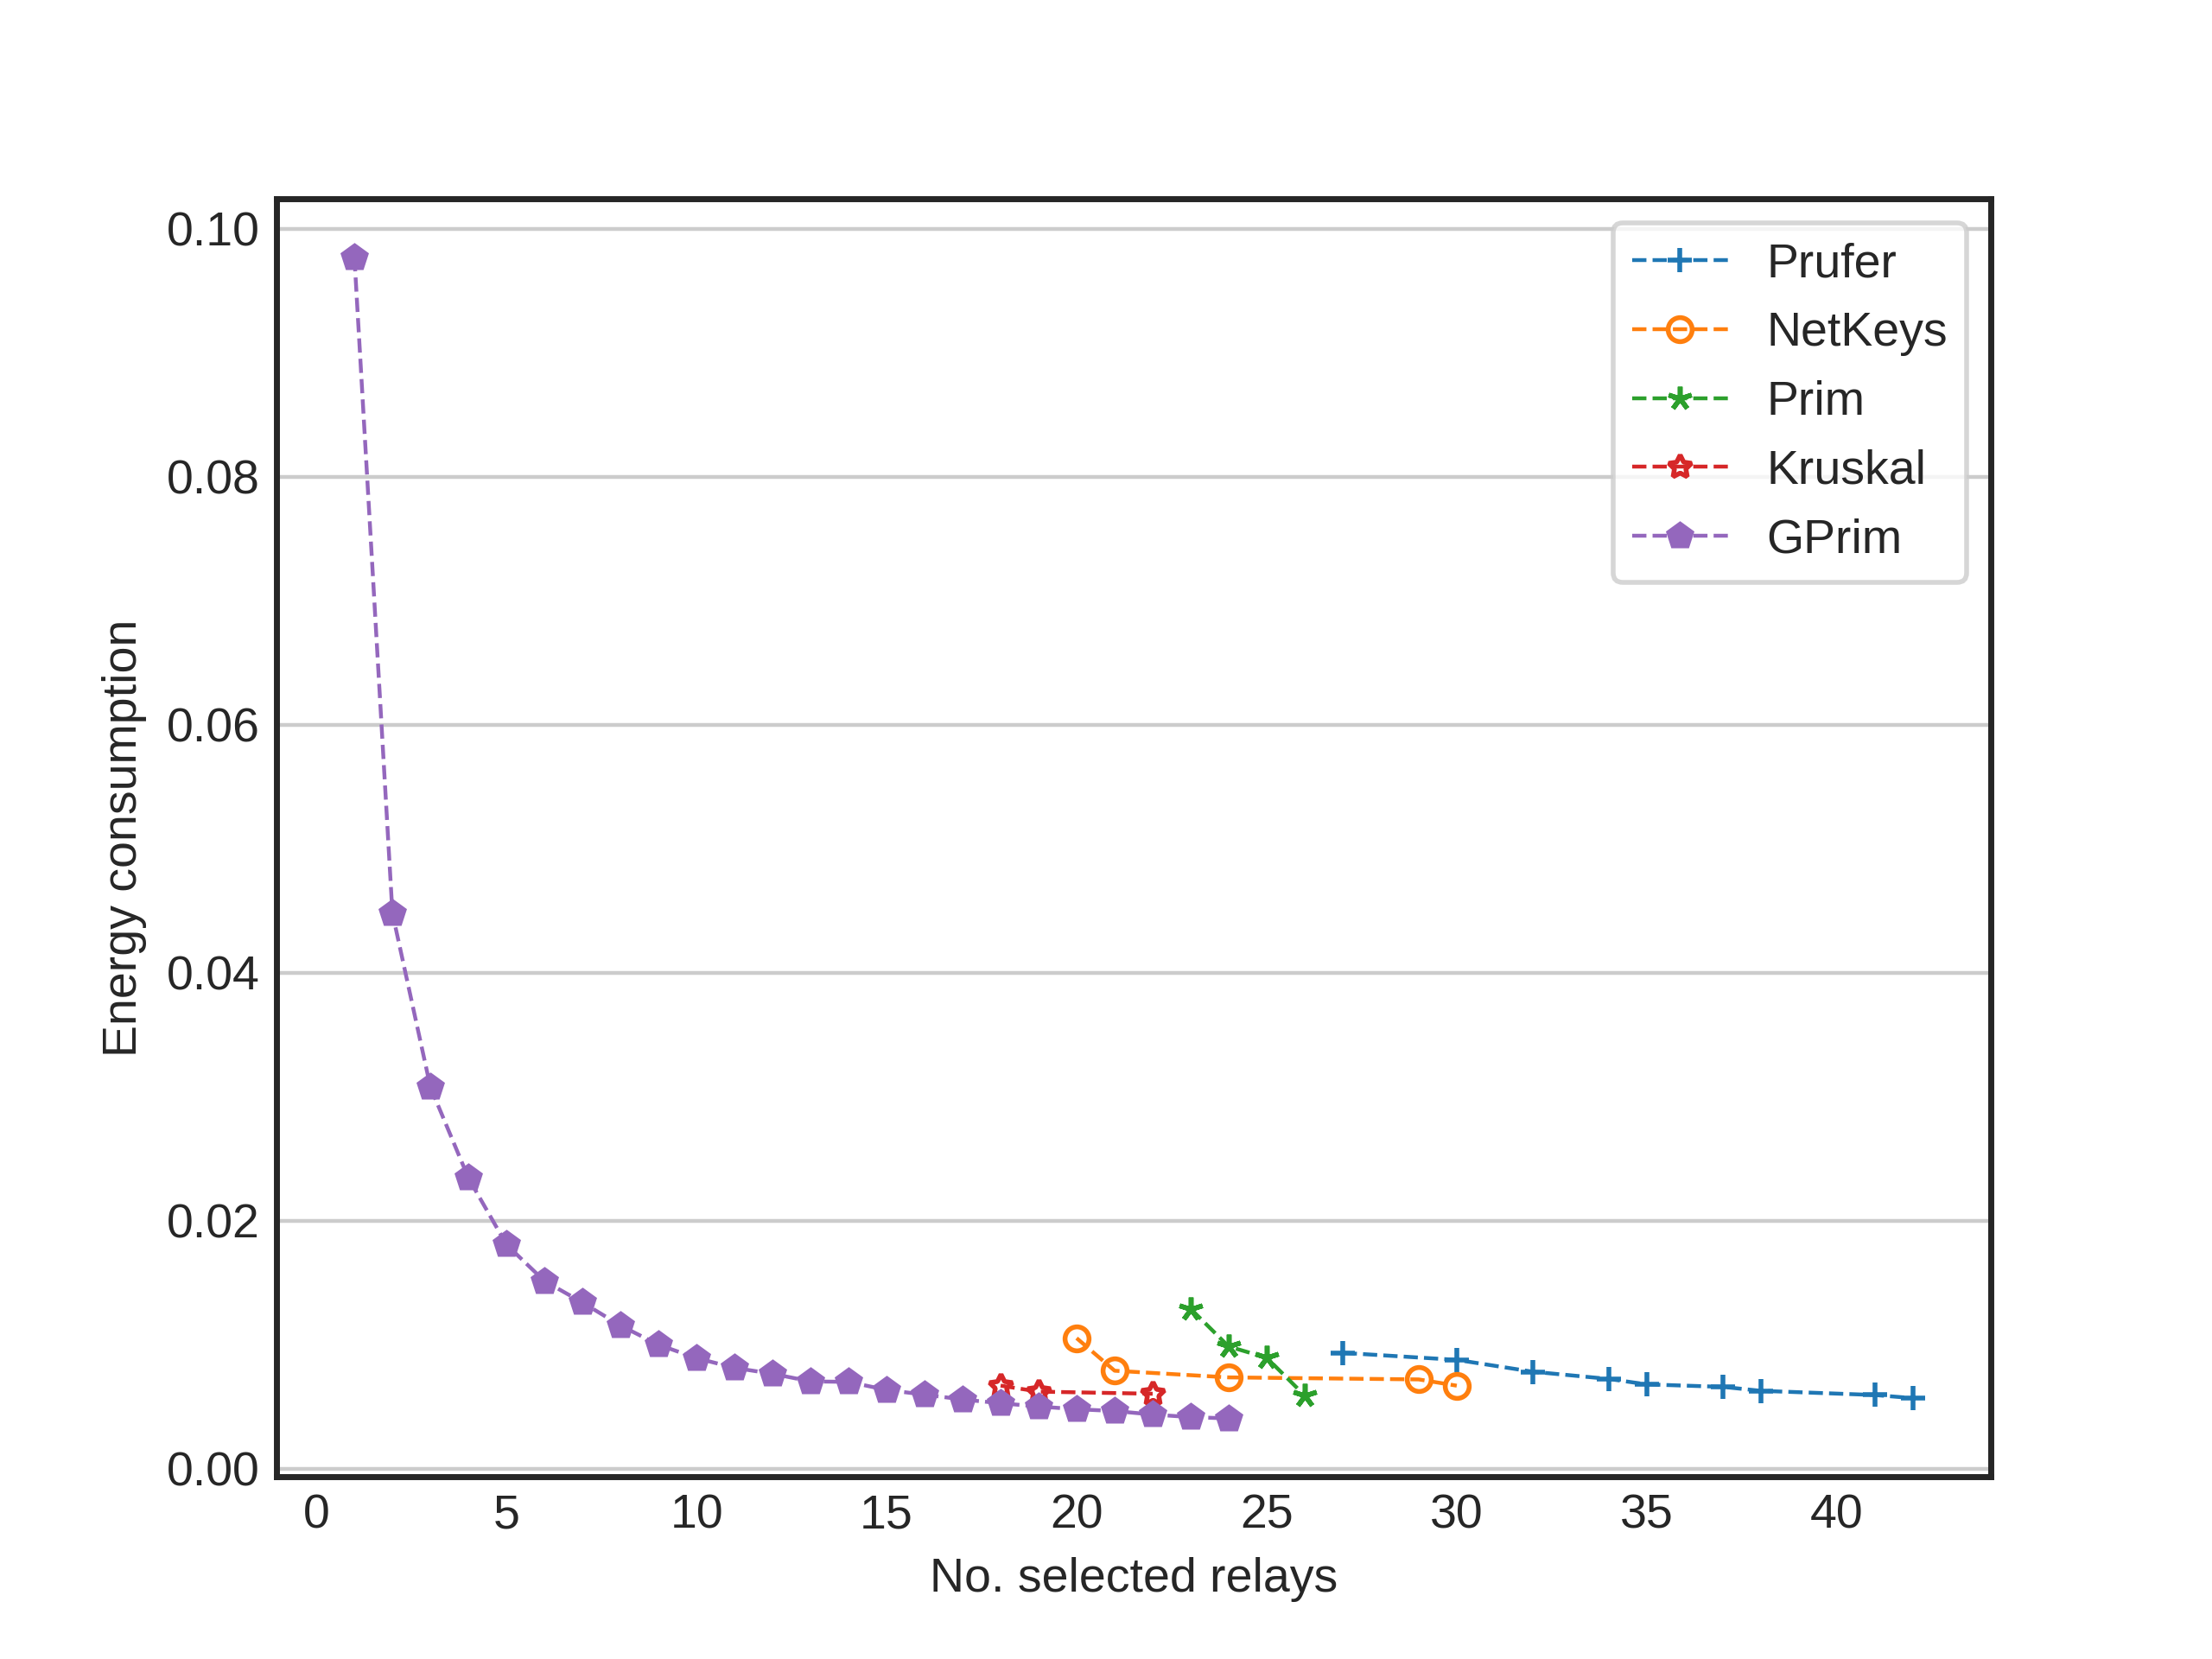 0.10
0.08
0.06
0.04
0.02
0.00
Energy consumption
Prufer
NetKeys
Prim
Kruskal
GPrim
0 5 10 15 20 25 30 35 40
No. selected relays